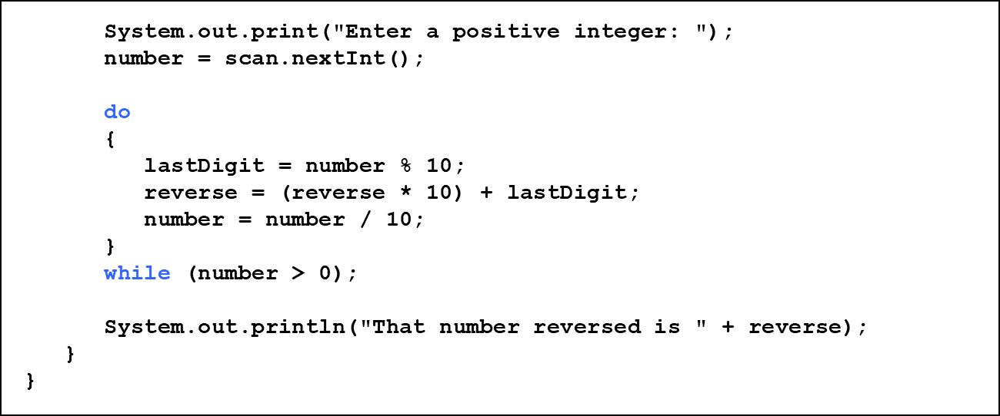 System.out.print("Enter a positive integer: ");
number = scan.nextInt();
do
{
lastDigit = number % 10;
reverse = (reverse * 10) + lastDigit;
number = number / 10;
}
while (number > 0);
System.out.println("That number reversed is " + reverse);
}
}